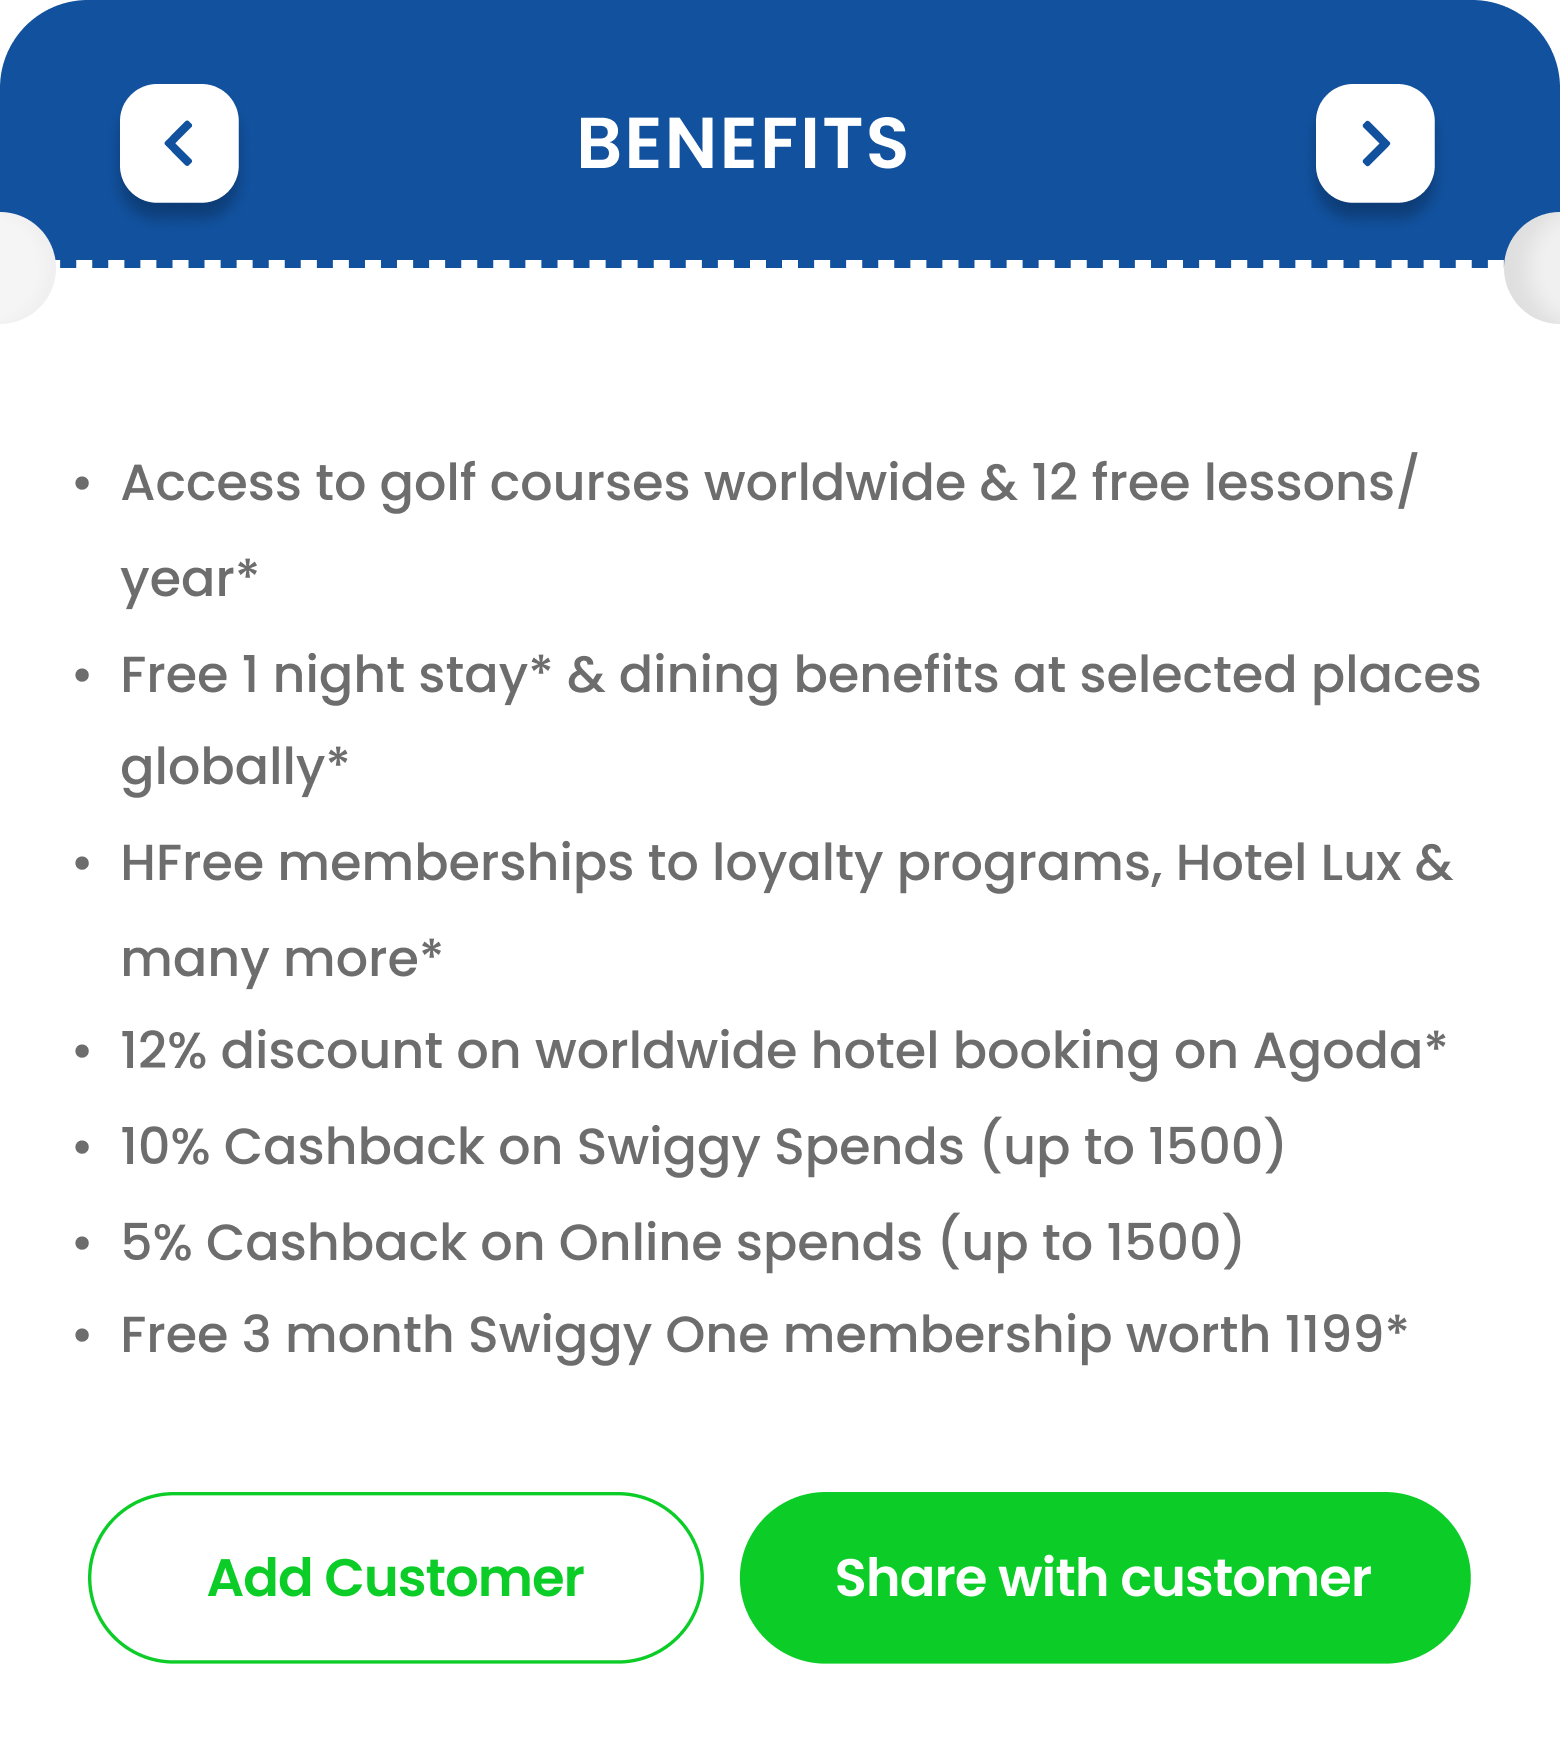 BENEFITS
• Access to golf courses worldwide & 12 free lessons/
year*
• Free 1 night stay* & dining benefits at selected places
globally*
• HFree memberships to loyalty programs, Hotel Lux &
many more*
• 12% discount on worldwide hotel booking on Agoda*
• 10% Cashback on Swiggy Spends (up to 1500)
• 5% Cashback on Online spends (up to 1500)
• Free 3 month Swiggy One membership worth 1199*
Add Customer
Share with customer